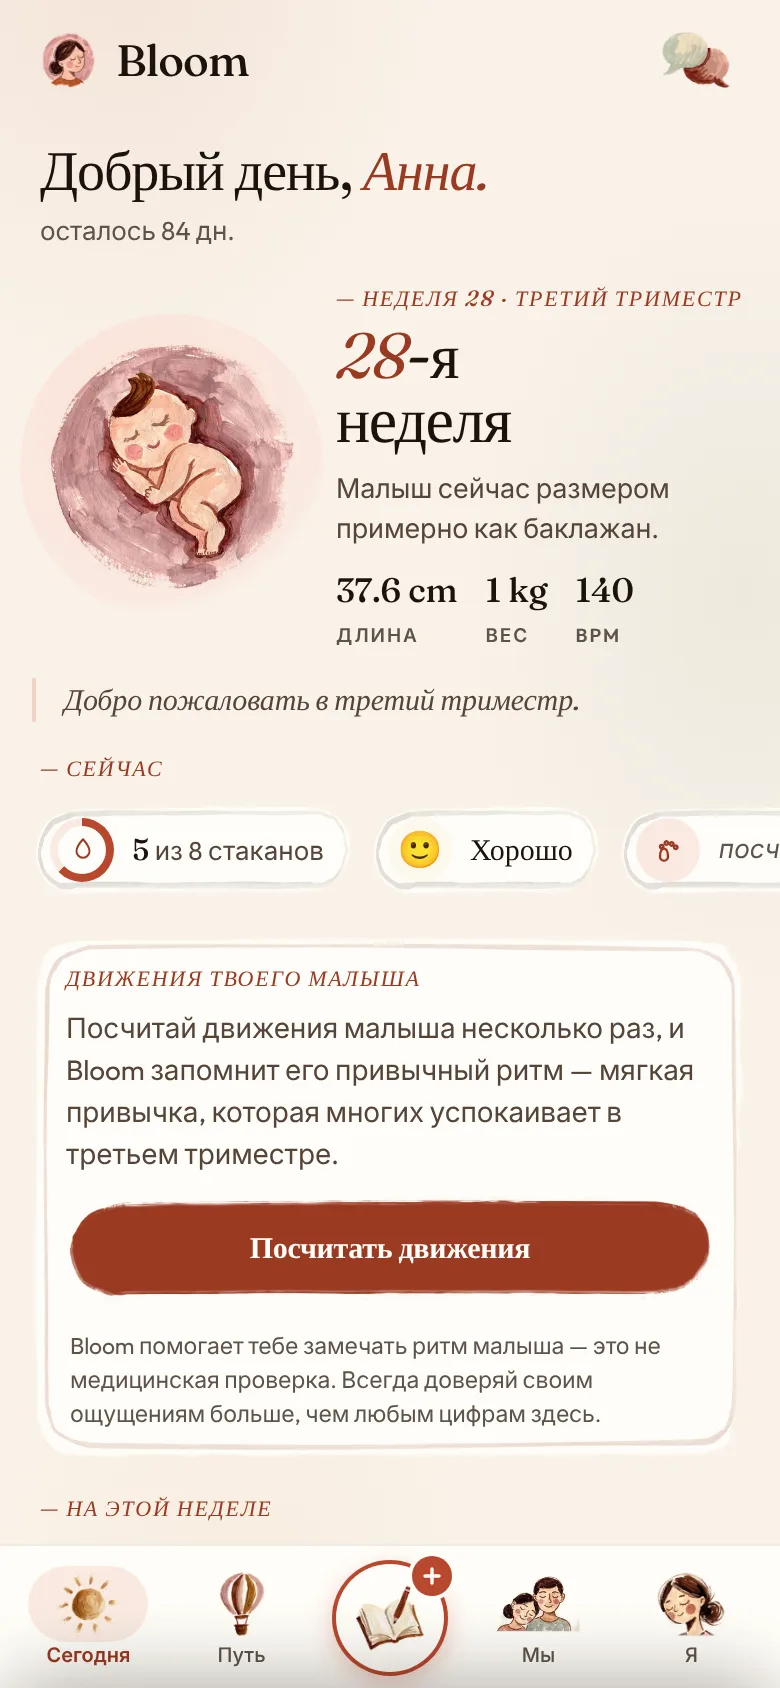 Bloom
Добрый день, Анна.
осталось 84 дн.
— НЕДЕЛЯ 28 · ТРЕТИЙ ТРИМЕСТР
28-я
неделя
Малыш сейчас размером
примерно как баклажан.
37.6 cm 1 kg 140
ДЛИНА ВЕС BPM
Добро пожаловать в третий триместр.
— СЕЙЧАС
5 из 8 стаканов Хорошо посч
ДВИЖЕНИЯ ТВОЕГО МАЛЫША
Посчитай движения малыша несколько раз, и
Bloom запомнит его привычный ритм — мягкая
привычка, которая многих успокаивает в
третьем триместре.
Посчитать движения
Bloom помогает тебе замечать ритм малыша — это не
медицинская проверка. Всегда доверяй своим
ощущениям больше, чем любым цифрам здесь.
— НА ЭТОЙ НЕДЕЛЕ
Сегодня Путь Мы Я